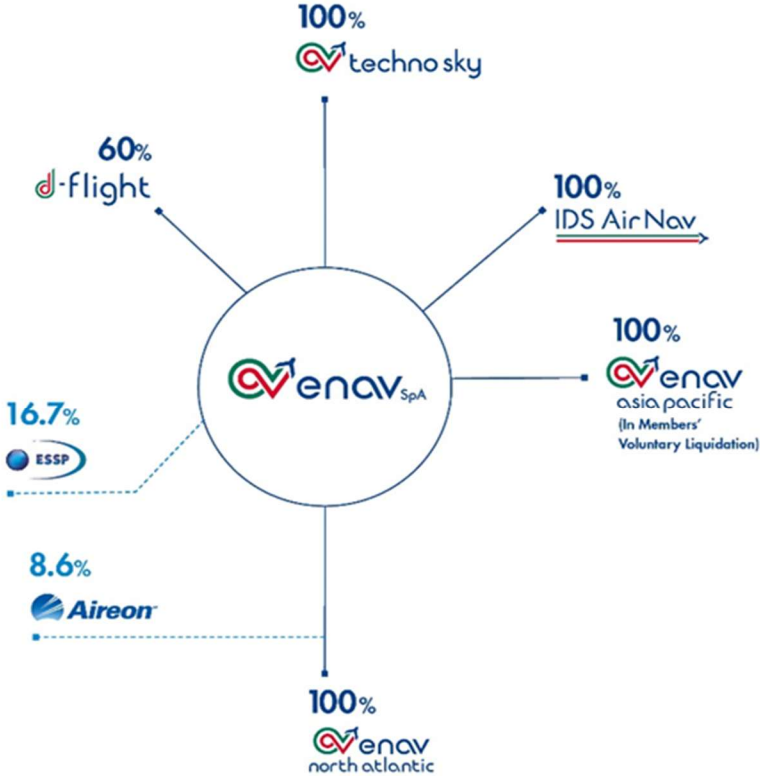 100%
techno sky
60%
d-flight
100%
IDS AirNav
enav SpA
100%
enav
asia pacific
(In Members'
Voluntary Liquidation)
16.7%
ESSP
8.6%
Aireon
100%
enav
north atlantic